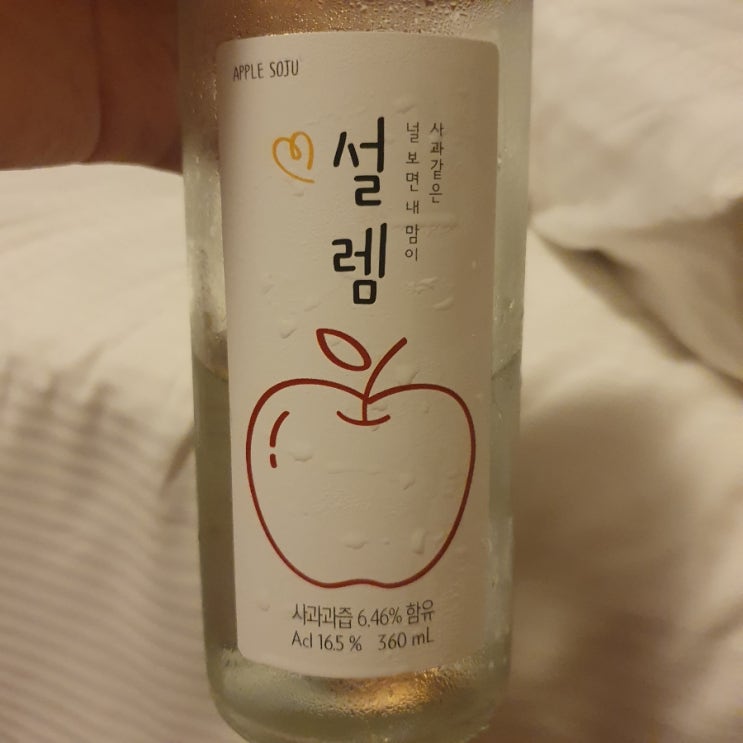 APPLE SOJU
사과같은
널 보면 내 맘이
설렘
사과과즙 6.46% 함유
Acl 16.5 % 360 mL